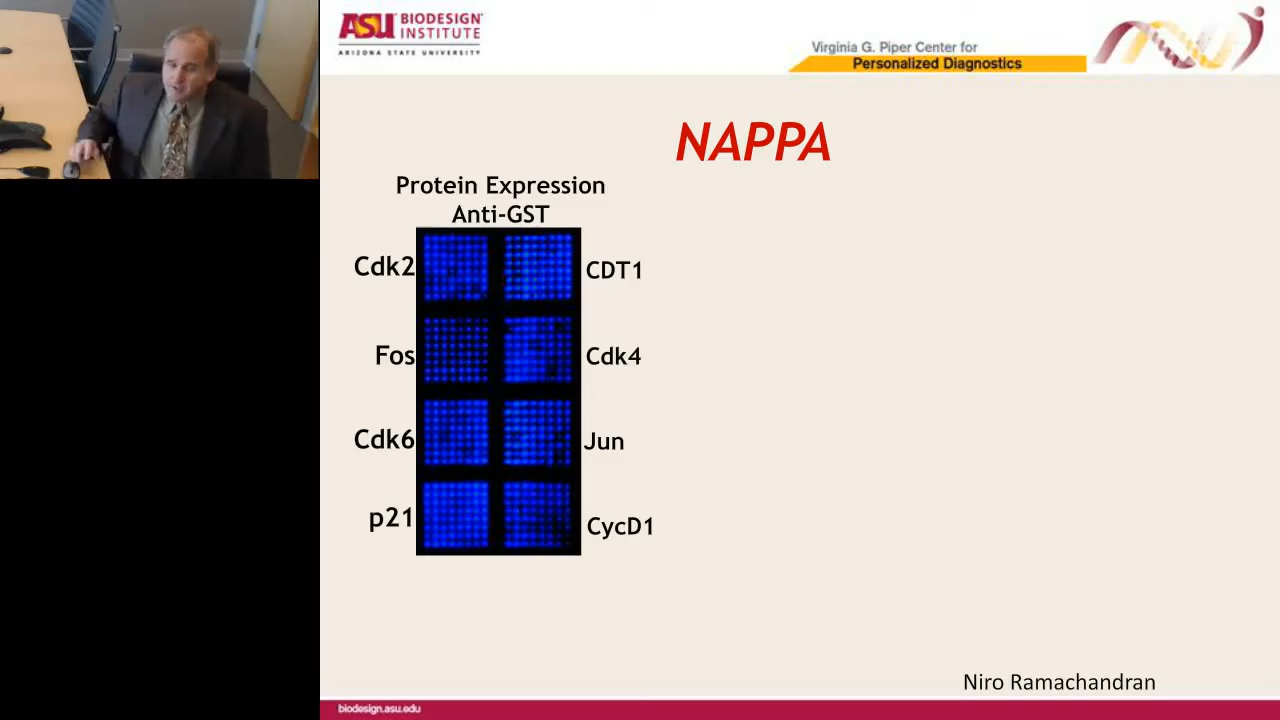 ASU BIODESIGN INSTITUTE
ARIZONA STATE UNIVERSITY
Virginia G. Piper Center for
Personalized Diagnostics
NAPPA
Protein Expression
Anti-GST
Cdk2
CDT1
Fos
Cdk4
Cdk6
Jun
p21
CycD1
Niro Ramachandran
biodesign.asu.edu